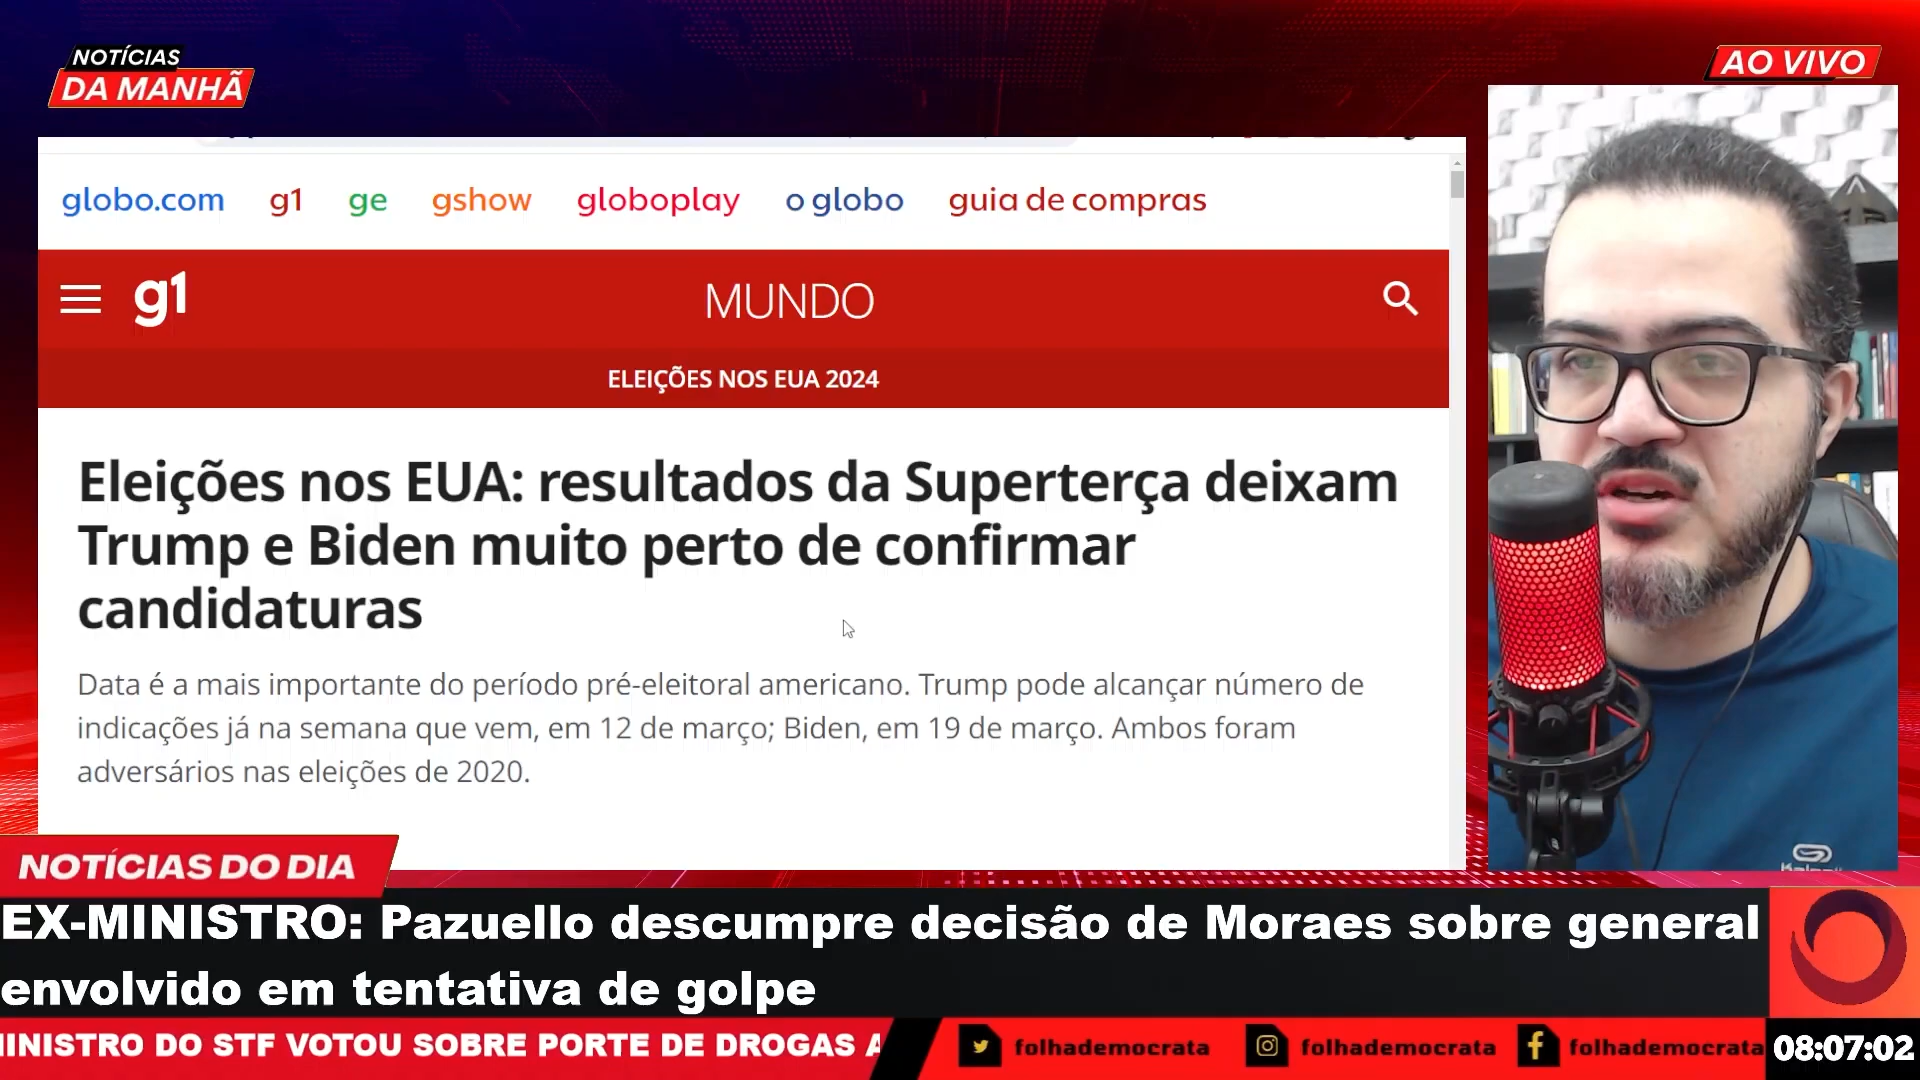 NOTÍCIAS
DA MANHÃ
AO VIVO
globo.com g1 ge gshow globoplay o globo guia de compras
g1 MUNDO
ELEIÇÕES NOS EUA 2024
Eleições nos EUA: resultados da Superterça deixam
Trump e Biden muito perto de confirmar
candidaturas
Data é a mais importante do período pré-eleitoral americano. Trump pode alcançar número de
indicações já na semana que vem, em 12 de março; Biden, em 19 de março. Ambos foram
adversários nas eleições de 2020.
NOTÍCIAS DO DIA
EX-MINISTRO: Pazuello descumpre decisão de Moraes sobre general
envolvido em tentativa de golpe
INISTRO DO STF VOTOU SOBRE PORTE DE DROGAS A
folhademocrata folhademocrata folhademocrata 08:07:02